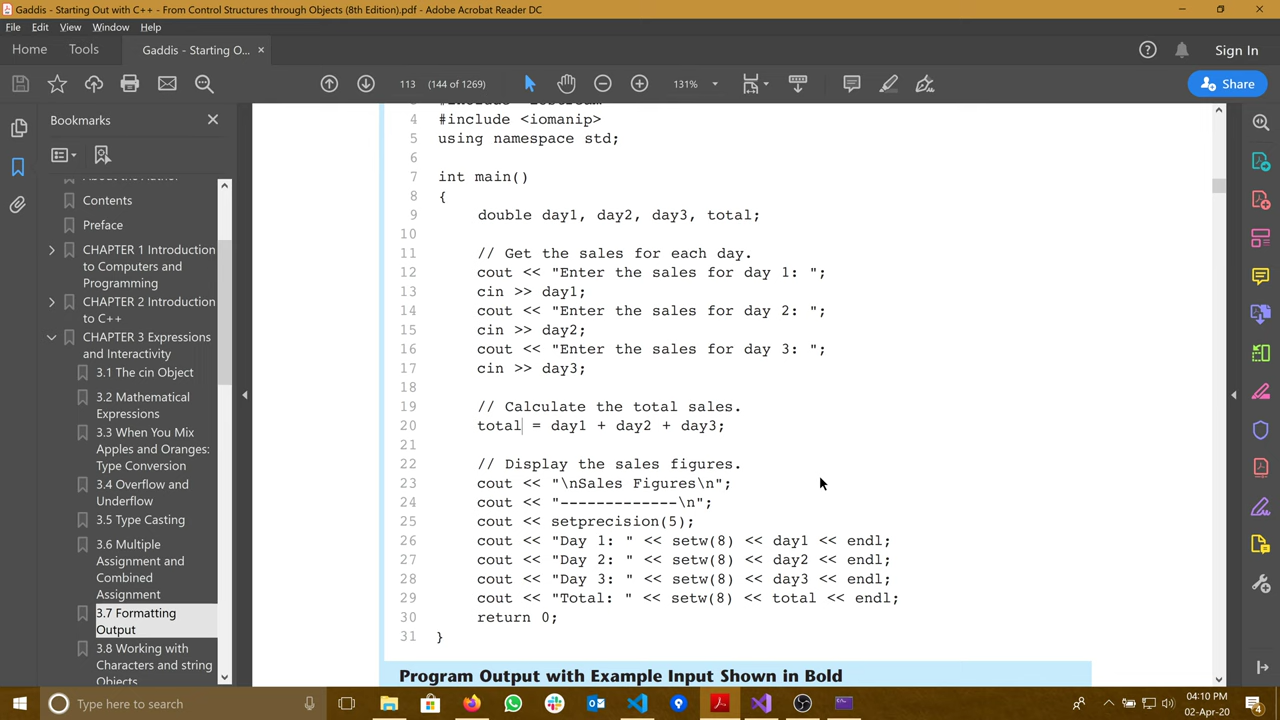 Gaddis - Starting Out with C++ - From Control Structures through Objects (8th Edition).pdf - Adobe Acrobat Reader DC
File Edit View Window Help
Home Tools Gaddis - Starting O... × Sign In
113 (144 of 1269) 131% Share
Bookmarks
Contents
Preface
CHAPTER 1 Introduction
to Computers and
Programming
CHAPTER 2 Introduction
to C++
CHAPTER 3 Expressions
and Interactivity
3.1 The cin Object
3.2 Mathematical
Expressions
3.3 When You Mix
Apples and Oranges:
Type Conversion
3.4 Overflow and
Underflow
3.5 Type Casting
3.6 Multiple
Assignment and
Combined
Assignment
3.7 Formatting
Output
3.8 Working with
Characters and string
Objects
4 #include <iomanip>
5 using namespace std;
6
7 int main()
8 {
9 double day1, day2, day3, total;
10
11 // Get the sales for each day.
12 cout << "Enter the sales for day 1: ";
13 cin >> day1;
14 cout << "Enter the sales for day 2: ";
15 cin >> day2;
16 cout << "Enter the sales for day 3: ";
17 cin >> day3;
18
19 // Calculate the total sales.
20 total = day1 + day2 + day3;
21
22 // Display the sales figures.
23 cout << "\nSales Figures\n";
24 cout << "-------------\n";
25 cout << setprecision(5);
26 cout << "Day 1: " << setw(8) << day1 << endl;
27 cout << "Day 2: " << setw(8) << day2 << endl;
28 cout << "Day 3: " << setw(8) << day3 << endl;
29 cout << "Total: " << setw(8) << total << endl;
30 return 0;
31 }
Program Output with Example Input Shown in Bold
Type here to search
04:10 PM
02-Apr-20
4